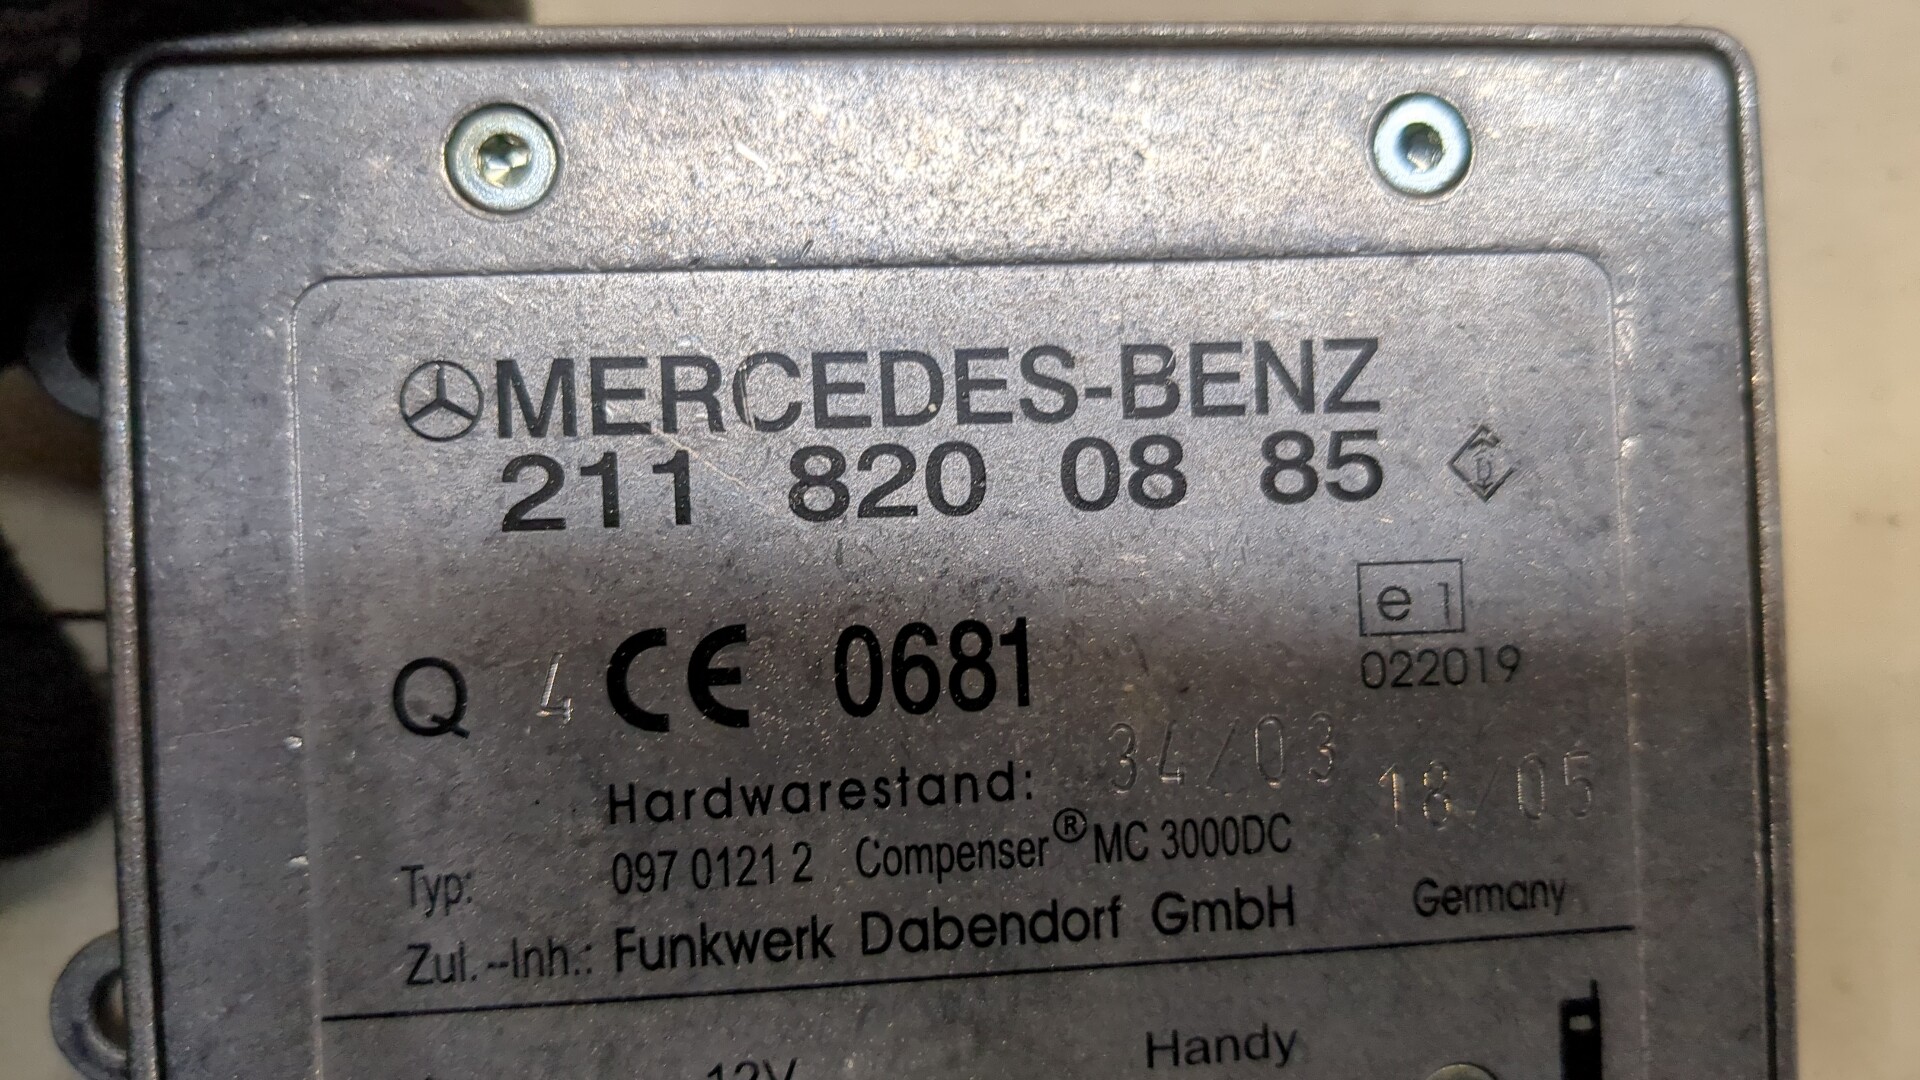 MERCEDES-BENZ
211 820 08 85
e 1
022019
Q 4 CE 0681
34/03
Hardwarestand: 18/05
Typ: 097 0121 2 Compenser® MC 3000DC
Zul.--Inh.: Funkwerk Dabendorf GmbH Germany
12V Handy